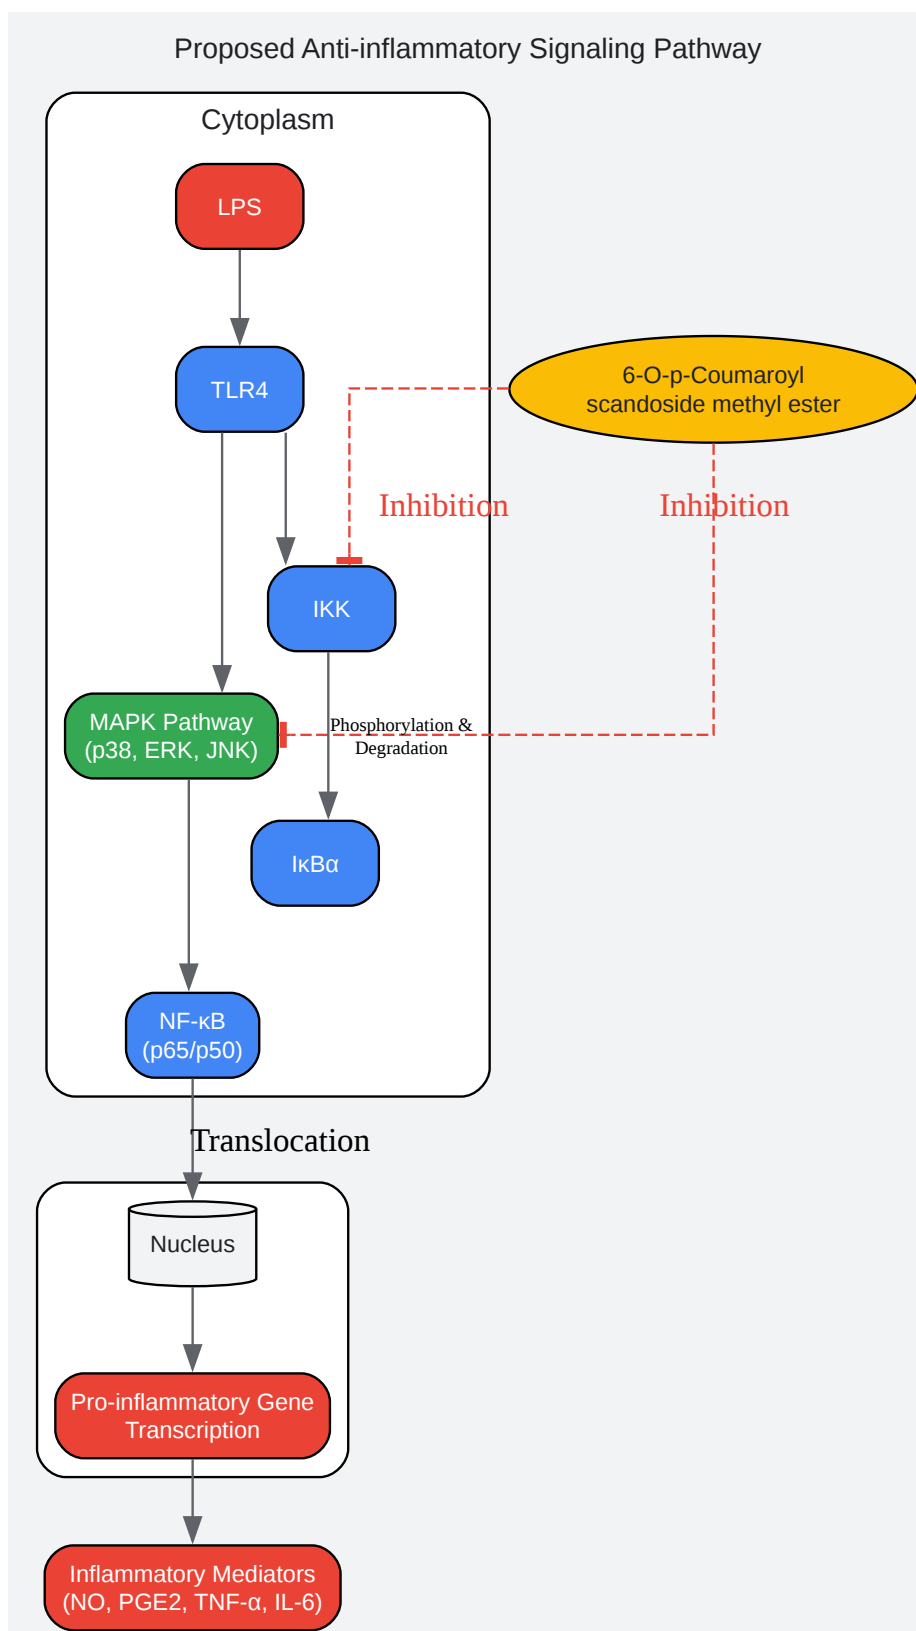 Proposed Anti-inflammatory Signaling Pathway
Cytoplasm
LPS
TLR4
6-O-p-Coumaroyl
scandoside methyl ester
Inhibition
Inhibition
IKK
MAPK Pathway
(p38, ERK, JNK)
Phosphorylation &
Degradation
IκBα
NF-κB
(p65/p50)
Translocation
Nucleus
Pro-inflammatory Gene
Transcription
Inflammatory Mediators
(NO, PGE2, TNF-α, IL-6)